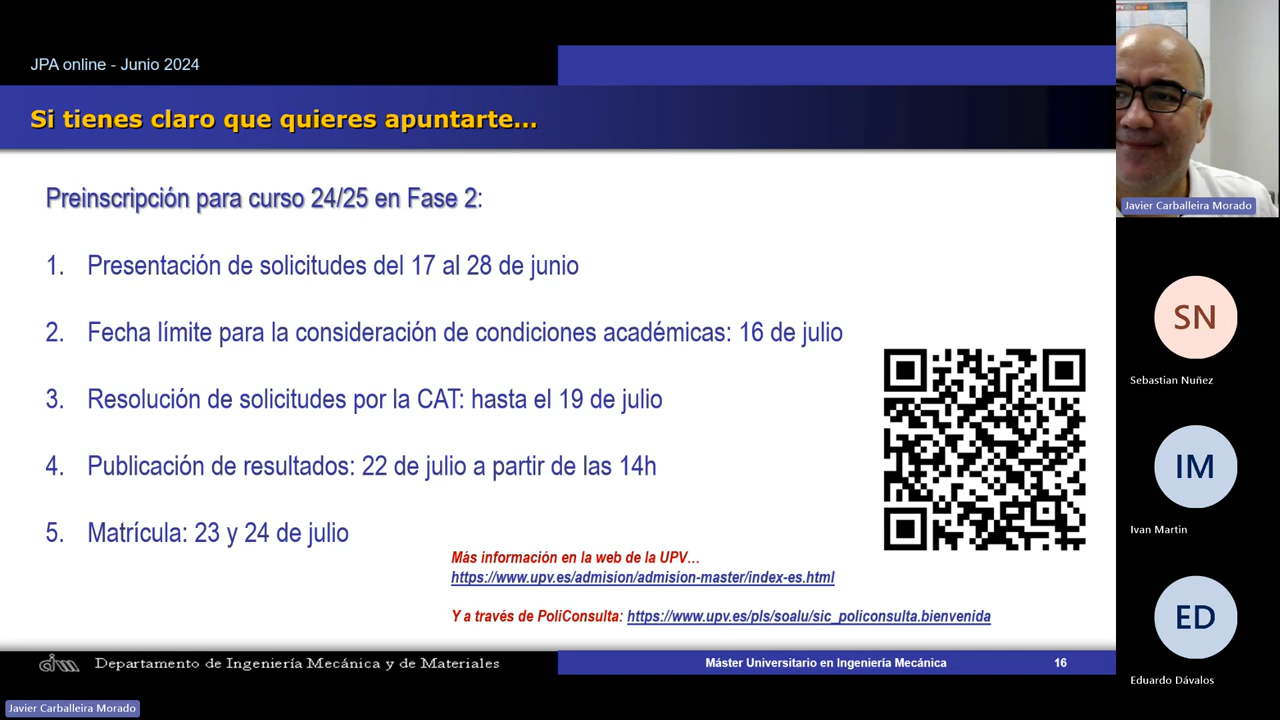 JPA online - Junio 2024
Si tienes claro que quieres apuntarte...
Preinscripción para curso 24/25 en Fase 2:
1. Presentación de solicitudes del 17 al 28 de junio
2. Fecha límite para la consideración de condiciones académicas: 16 de julio
3. Resolución de solicitudes por la CAT: hasta el 19 de julio
4. Publicación de resultados: 22 de julio a partir de las 14h
5. Matrícula: 23 y 24 de julio
Más información en la web de la UPV...
https://www.upv.es/admision/admision-master/index-es.html
Y a través de PoliConsulta: https://www.upv.es/pls/soalu/sic_policonsulta.bienvenida
Departamento de Ingeniería Mecánica y de Materiales
Máster Universitario en Ingeniería Mecánica
16
Javier Carballeira Morado
Javier Carballeira Morado
SN
Sebastian Nuñez
IM
Ivan Martin
ED
Eduardo Dávalos